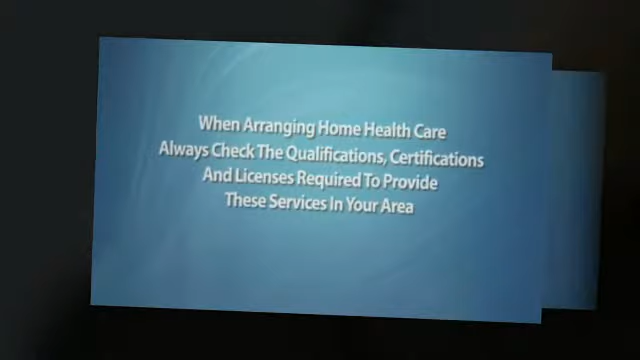 When Arranging Home Health Care
Always Check The Qualifications, Certifications
And Licenses Required To Provide
These Services In Your Area